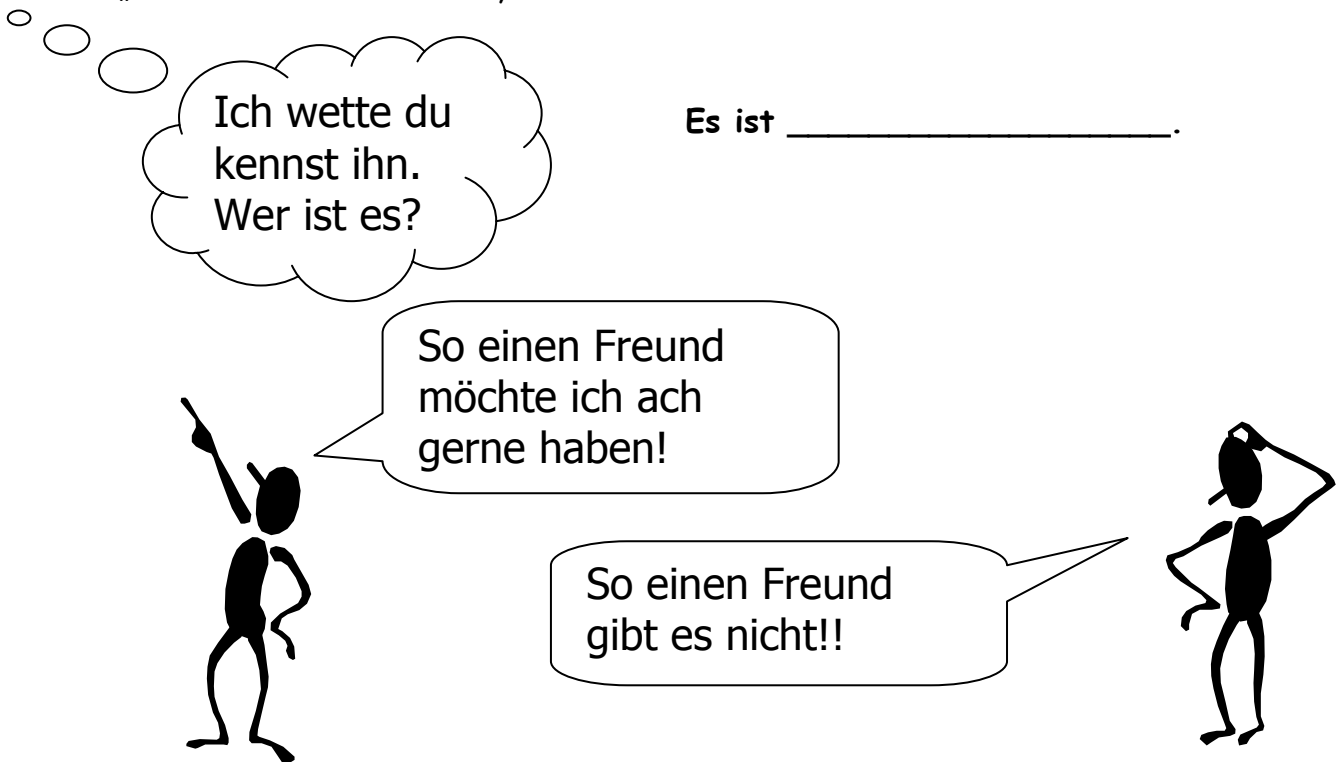 Ich wette du
kennst ihn.
Wer ist es?
Es ist ___________________.
So einen Freund
möchte ich ach
gerne haben!
So einen Freund
gibt es nicht!!